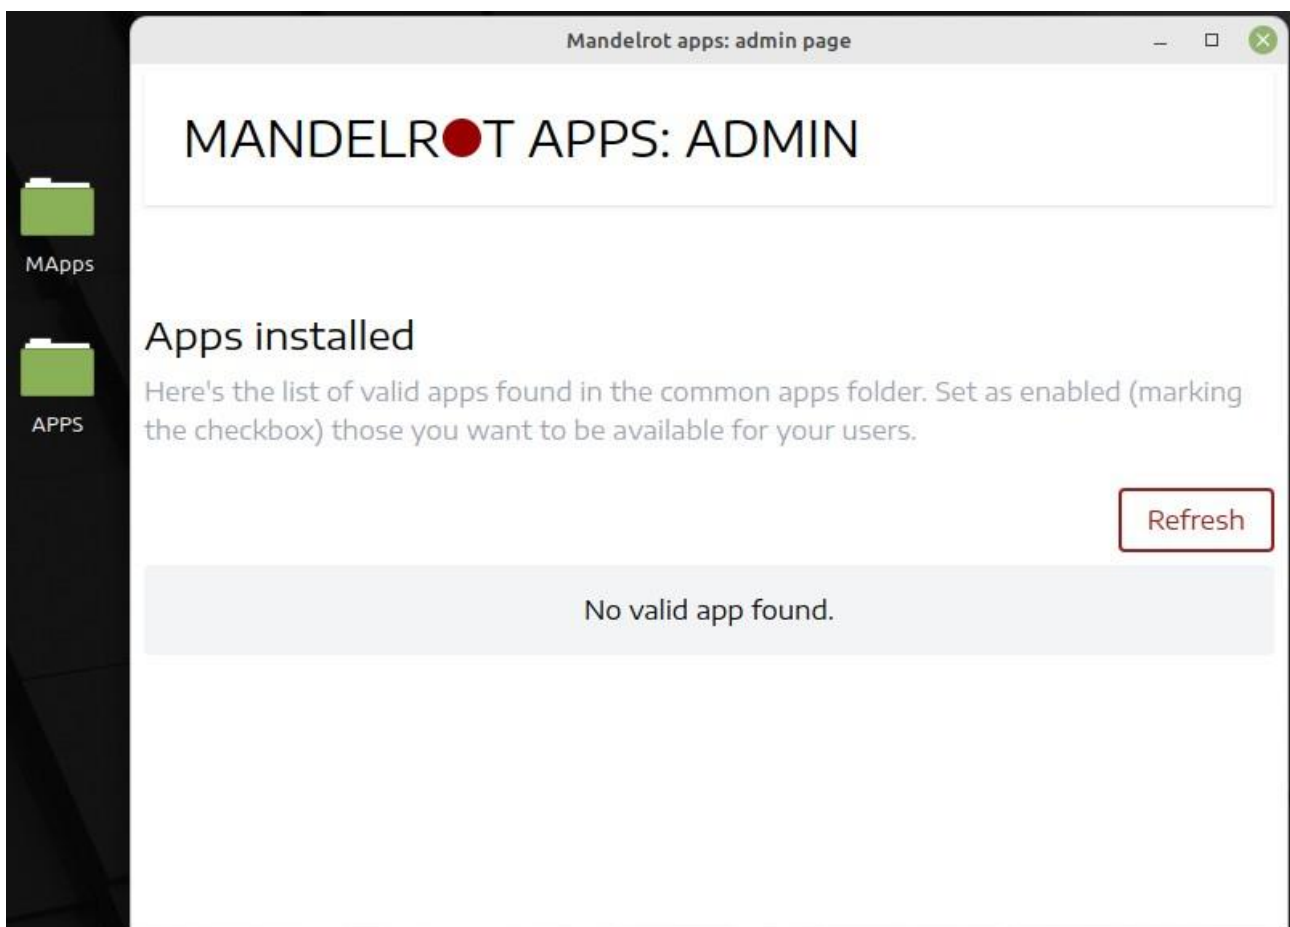 Mandelrot apps: admin page
MANDELR●T APPS: ADMIN
MApps
APPS
Apps installed
Here's the list of valid apps found in the common apps folder. Set as enabled (marking
the checkbox) those you want to be available for your users.
Refresh
No valid app found.